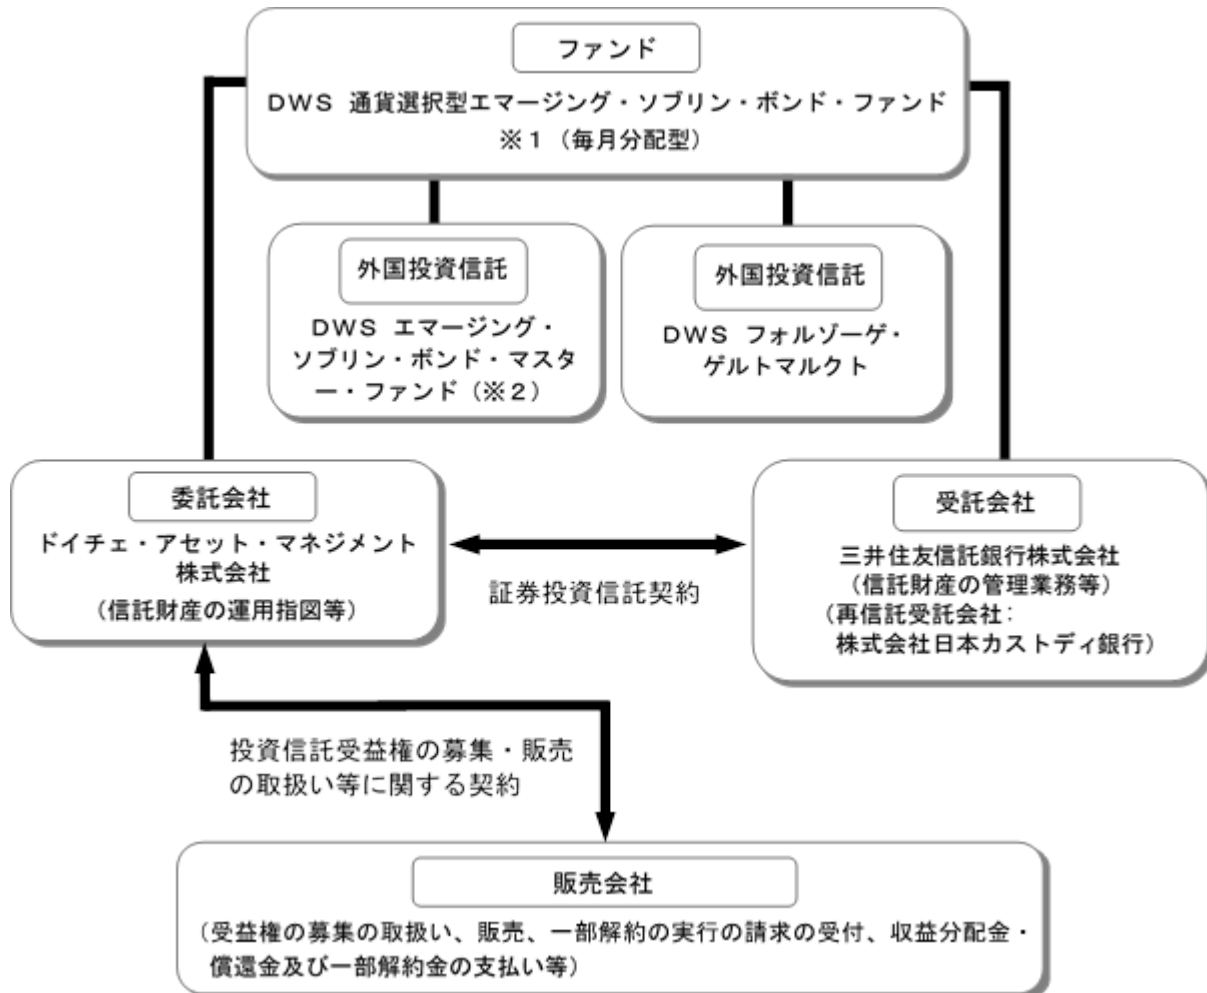 ファンド
DWS 通貨選択型エマージング・ソブリン・ボンド・ファンド
※1（毎月分配型）
外国投資信託
DWS エマージング・
ソブリン・ボンド・マスタ
ー・ファンド（※2）
外国投資信託
DWS フォルゾーゲ・
ゲルトマルクト
委託会社
ドイチェ・アセット・マネジメント
株式会社
（信託財産の運用指図等）
証券投資信託契約
受託会社
三井住友信託銀行株式会社
（信託財産の管理業務等）
（再信託受託会社：
株式会社日本カストディ銀行）
投資信託受益権の募集・販売
の取扱い等に関する契約
販売会社
（受益権の募集の取扱い、販売、一部解約の実行の請求の受付、収益分配金・
償還金及び一部解約金の支払い等）